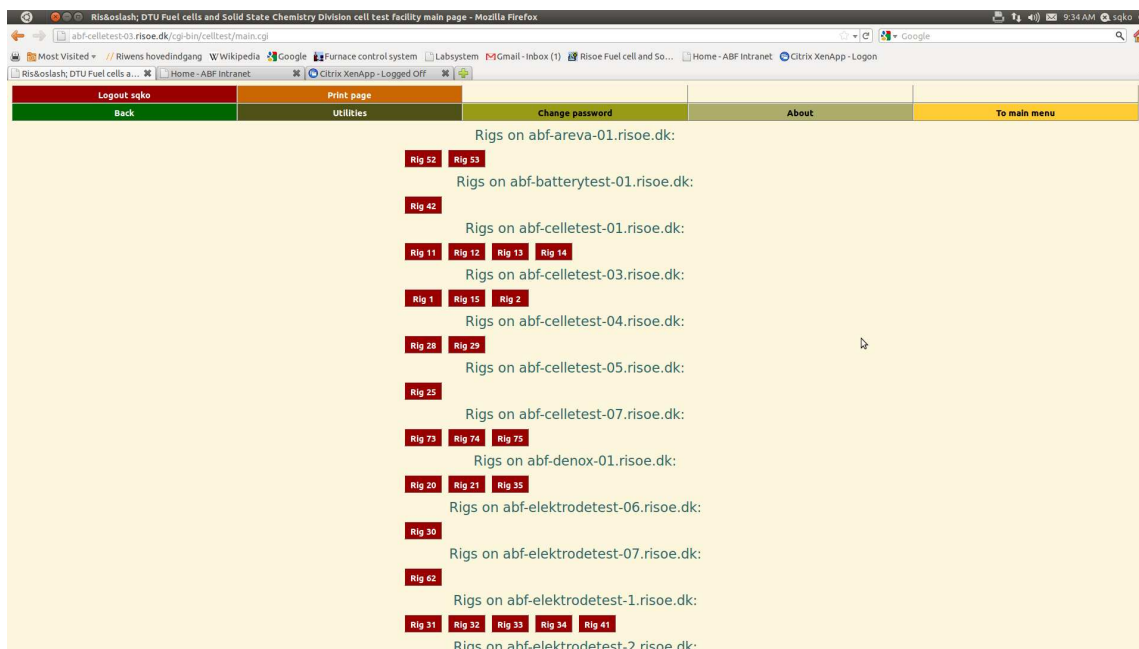 Ris&oslash; DTU Fuel cells and Solid State Chemistry Division cell test facility main page - Mozilla Firefox
9:34 AM sqko
abf-celletest-03.risoe.dk/cgi-bin/celltest/main.cgi
Google
Most Visited // Riwens hovedindgang W Wikipedia Google Furnace control system Labsystem Gmail - Inbox (1) Risoe Fuel cell and So... Home - ABF Intranet Citrix XenApp - Logon
Ris&oslash; DTU Fuel cells a... Home - ABF Intranet Citrix XenApp - Logged Off
Logout sqko Print page
Back Utilities Change password About To main menu
Rigs on abf-areva-01.risoe.dk:
Rig 52 Rig 53
Rigs on abf-batterytest-01.risoe.dk:
Rig 42
Rigs on abf-celletest-01.risoe.dk:
Rig 11 Rig 12 Rig 13 Rig 14
Rigs on abf-celletest-03.risoe.dk:
Rig 1 Rig 15 Rig 2
Rigs on abf-celletest-04.risoe.dk:
Rig 28 Rig 29
Rigs on abf-celletest-05.risoe.dk:
Rig 25
Rigs on abf-celletest-07.risoe.dk:
Rig 73 Rig 74 Rig 75
Rigs on abf-denox-01.risoe.dk:
Rig 20 Rig 21 Rig 35
Rigs on abf-elektrodetest-06.risoe.dk:
Rig 30
Rigs on abf-elektrodetest-07.risoe.dk:
Rig 62
Rigs on abf-elektrodetest-1.risoe.dk:
Rig 31 Rig 32 Rig 33 Rig 34 Rig 41
Rigs on abf-elektrodetest-2.risoe.dk: